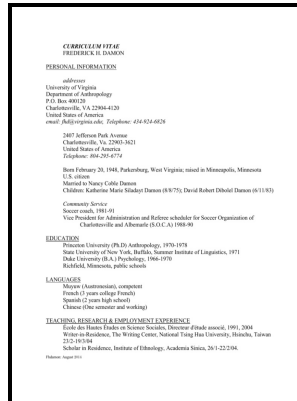 CURRICULUM VITAE
FREDERICK H. DAMON
PERSONAL INFORMATION
addresses
University of Virginia
Department of Anthropology
P.O. Box 400120
Charlottesville, VA 22904-4120
United States of America
email: fhd@virginia.edu, Telephone: 434-924-6826
2407 Jefferson Park Avenue
Charlottesville, Va. 22903-3621
United States of America
Telephone: 804-295-6774
Born February 20, 1948, Parkersburg, West Virginia; raised in Minneapolis, Minnesota
U.S. citizen
Married to Nancy Coble Damon
Children: Katharine Marie Siladayt Damon (8/8/75); David Robert Dibolel Damon (6/11/83)
Community Service
Soccer coach, 1981-91
Vice President for Administration and Referee scheduler for Soccer Organization of
Charlottesville and Albemarle (S.O.C.A) 1988-90
EDUCATION
Princeton University (Ph.D) Anthropology, 1970-1978
State University of New York, Buffalo, Summer Institute of Linguistics, 1971
Duke University (B.A.) Psychology, 1966-1970
Richfield, Minnesota, public schools
LANGUAGES
Muyuw (Austronesian), competent
French (3 years college French)
Spanish (2 years high school)
Chinese (One semester and working)
TEACHING, RESEARCH & EMPLOYMENT EXPERIENCE
École des Hautes Études en Science Sociales, Directeur d'étude associé, 1991, 2004
Writer-in-Residence, The Writing Center, National Tsing Hua University, Hsinchu, Taiwan
23/2-19/3/04
Scholar in Residence, Institute of Ethnology, Academia Sinica, 26/1-22/2/04.